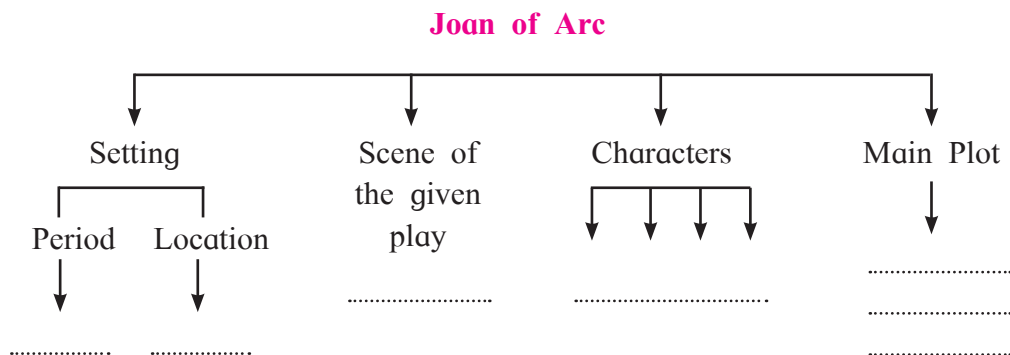 Joan of Arc
Setting
Scene of
the given
play
Characters
Main Plot
Period
Location